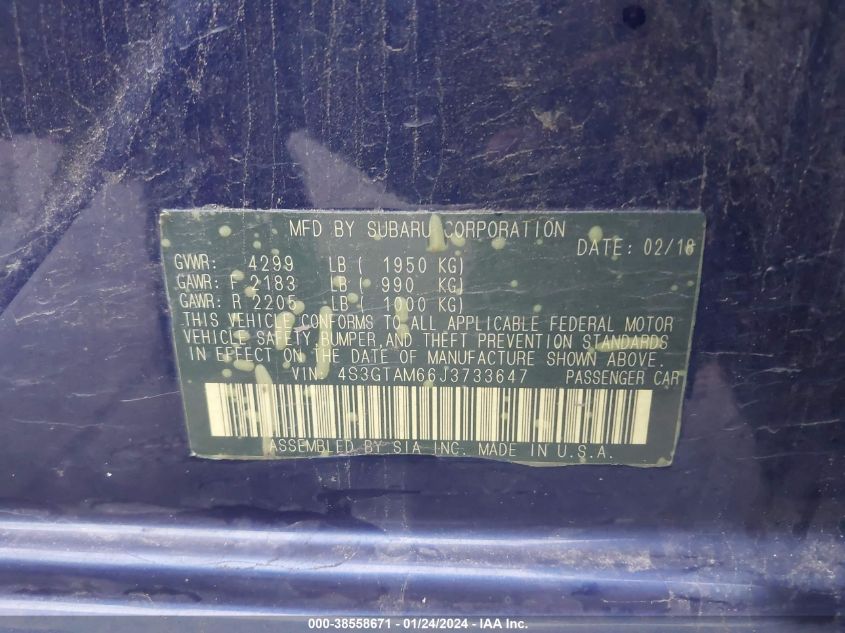 MFD BY SUBARU CORPORATION
DATE: 02/18
GVWR: 4299 LB ( 1950 KG)
GAWR: F 2183 LB ( 990 KG)
GAWR: R 2205 LB ( 1000 KG)
THIS VEHICLE CONFORMS TO ALL APPLICABLE FEDERAL MOTOR
VEHICLE SAFETY, BUMPER, AND THEFT PREVENTION STANDARDS
IN EFFECT ON THE DATE OF MANUFACTURE SHOWN ABOVE.
VIN: 4S3GTAM66J3733647 PASSENGER CAR
ASSEMBLED BY SIA INC. MADE IN U.S.A.
000-38558671 - 01/24/2024 - IAA Inc.